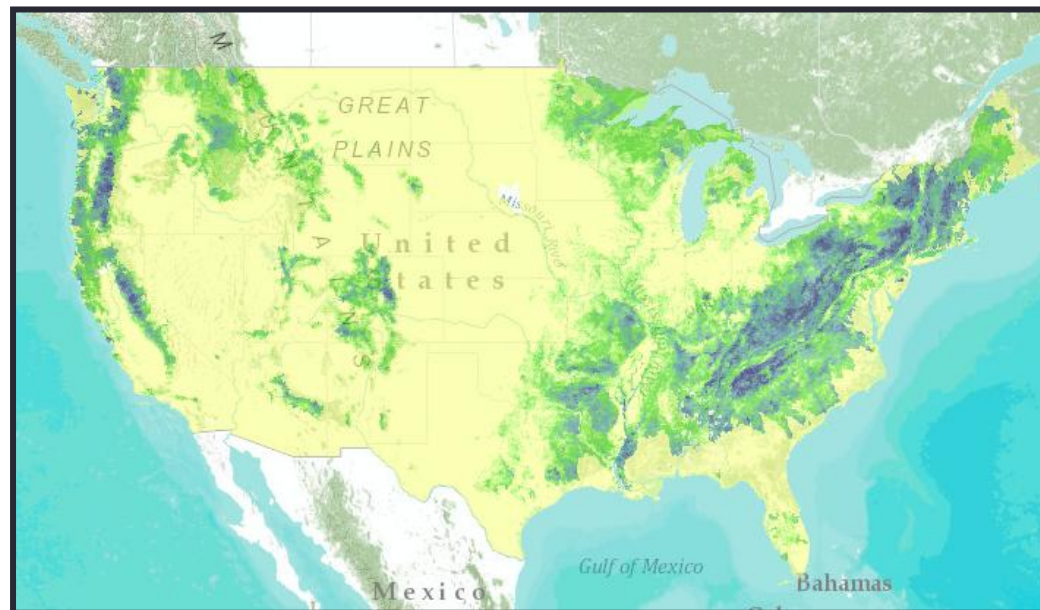 M
GREAT
PLAINS
Missouri River
United
States
A
N
S
Gulf of Mexico
Mexico
Bahamas